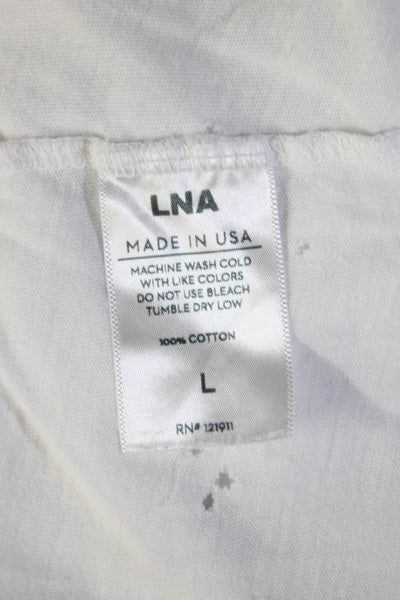 LNA
MADE IN USA
MACHINE WASH COLD
WITH LIKE COLORS
DO NOT USE BLEACH
TUMBLE DRY LOW
100% COTTON
L
RN# 121911